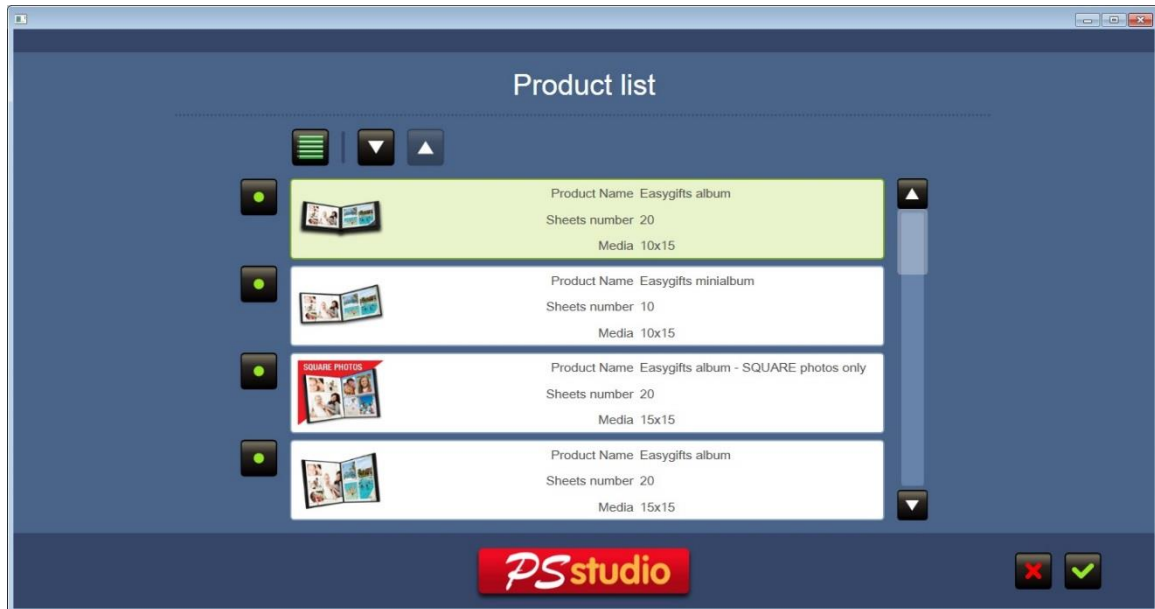 Product list
Product Name Easygifts album
Sheets number 20
Media 10x15
Product Name Easygifts minialbum
Sheets number 10
Media 10x15
SQUARE PHOTOS
Product Name Easygifts album - SQUARE photos only
Sheets number 20
Media 15x15
Product Name Easygifts album
Sheets number 20
Media 15x15
PSstudio